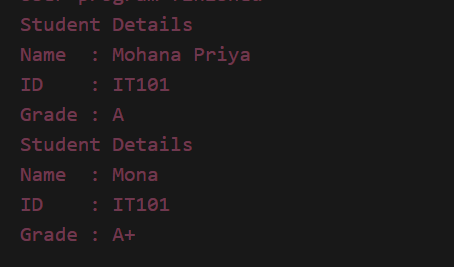 Student Details
Name  : Mohana Priya
ID    : IT101
Grade : A
Student Details
Name  : Mona
ID    : IT101
Grade : A+